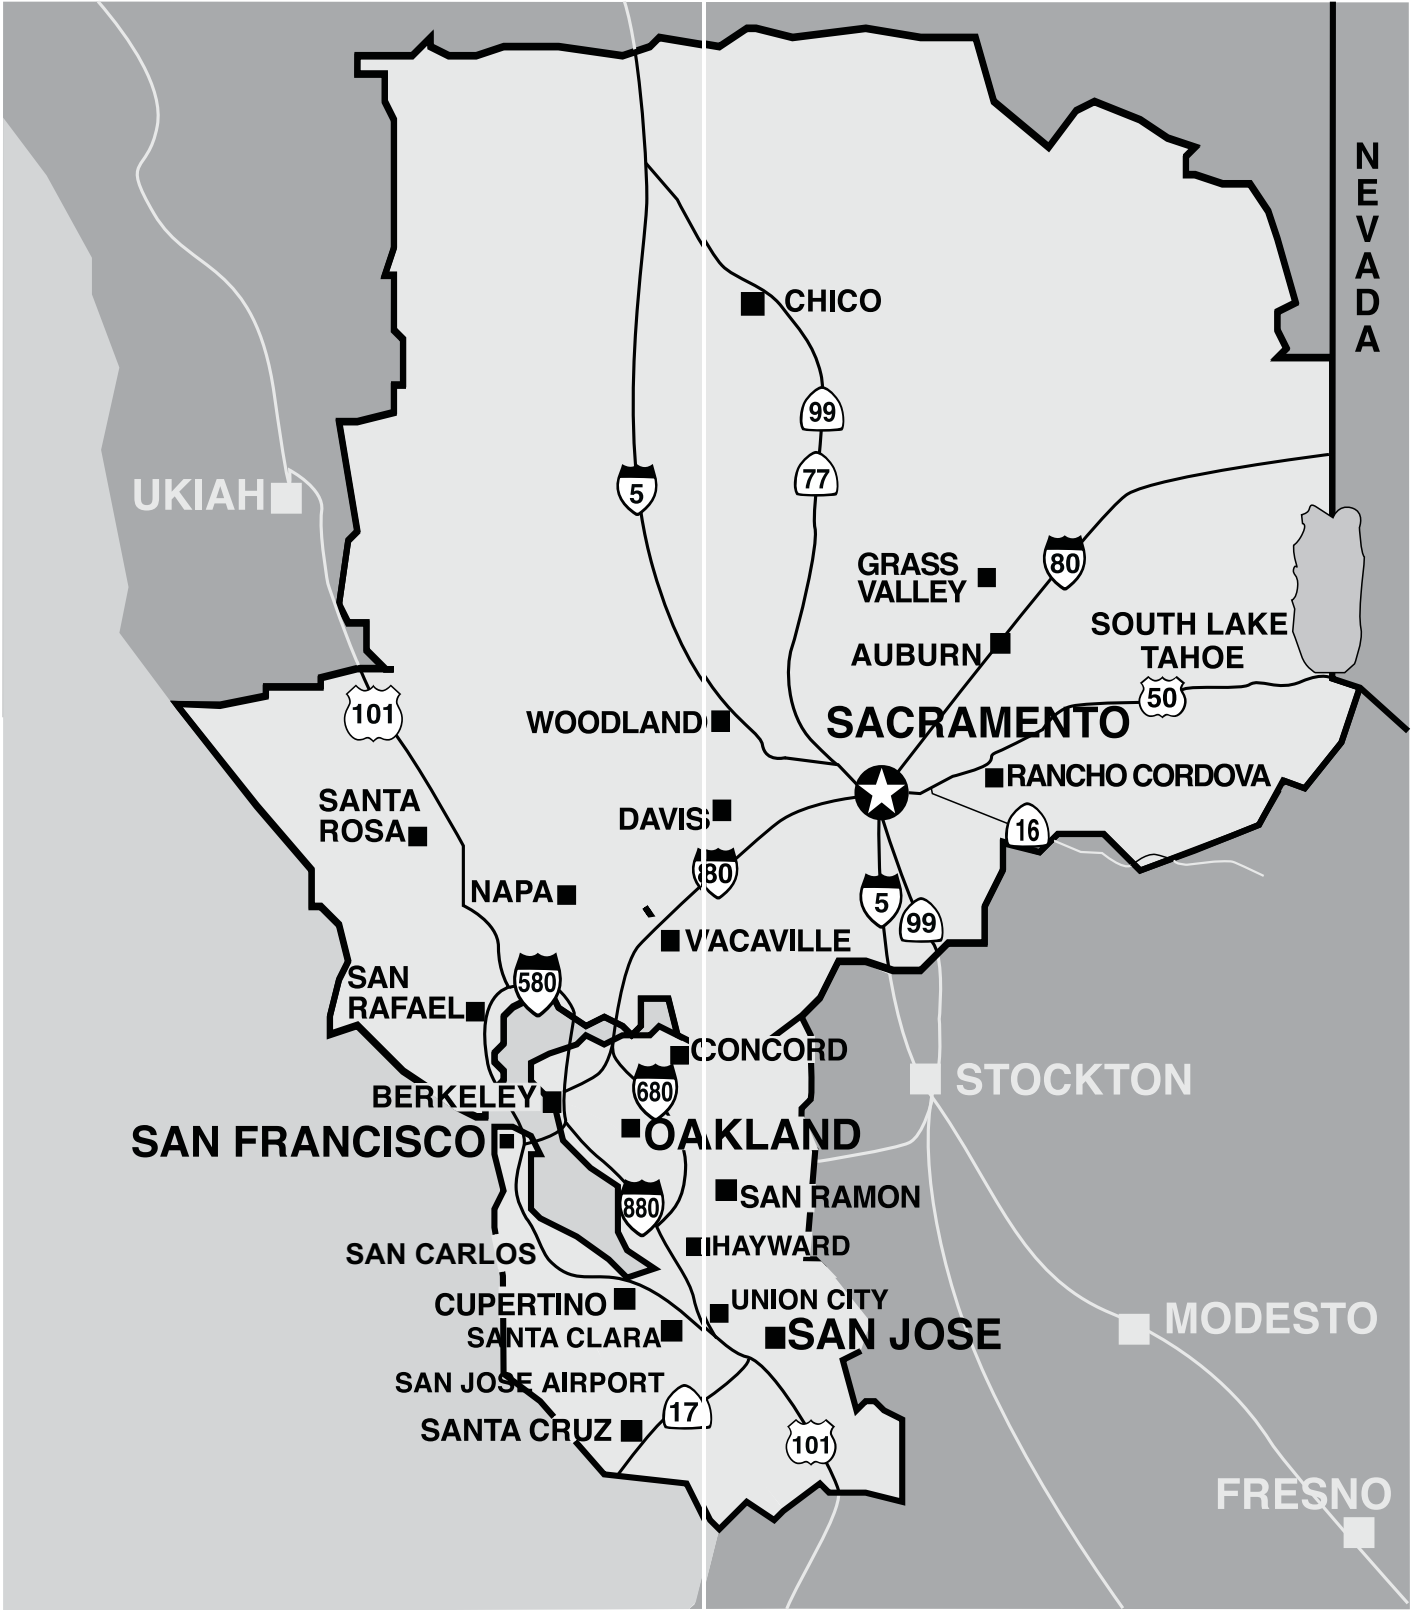 N
E
V
A
D
A
CHICO
99
77
UKIAH
5
GRASS
VALLEY
80
AUBURN
SOUTH LAKE
TAHOE
50
101
WOODLAND
SACRAMENTO
RANCHO CORDOVA
SANTA
ROSA
DAVIS
16
80
NAPA
5
99
VACAVILLE
SAN
RAFAEL
580
CONCORD
STOCKTON
BERKELEY
680
SAN FRANCISCO
OAKLAND
SAN RAMON
880
SAN CARLOS
HAYWARD
CUPERTINO
UNION CITY
MODESTO
SANTA CLARA
SAN JOSE
SAN JOSE AIRPORT
17
SANTA CRUZ
101
FRESNO